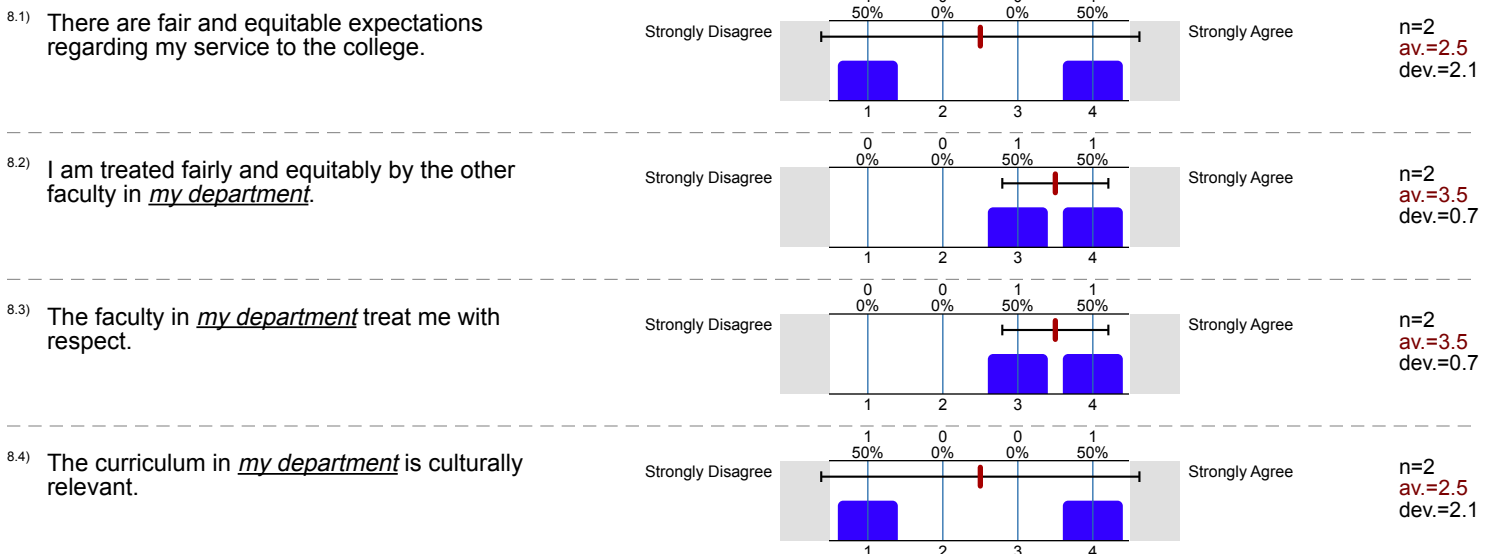 8.1) There are fair and equitable expectations
regarding my service to the college.
50% 0% 0% 50%
Strongly Disagree Strongly Agree
1 2 3 4
n=2
av.=2.5
dev.=2.1
8.2) I am treated fairly and equitably by the other
faculty in my department.
0 0 1 1
0% 0% 50% 50%
Strongly Disagree Strongly Agree
1 2 3 4
n=2
av.=3.5
dev.=0.7
8.3) The faculty in my department treat me with
respect.
0 0 1 1
0% 0% 50% 50%
Strongly Disagree Strongly Agree
1 2 3 4
n=2
av.=3.5
dev.=0.7
8.4) The curriculum in my department is culturally
relevant.
1 0 0 1
50% 0% 0% 50%
Strongly Disagree Strongly Agree
1 2 3 4
n=2
av.=2.5
dev.=2.1